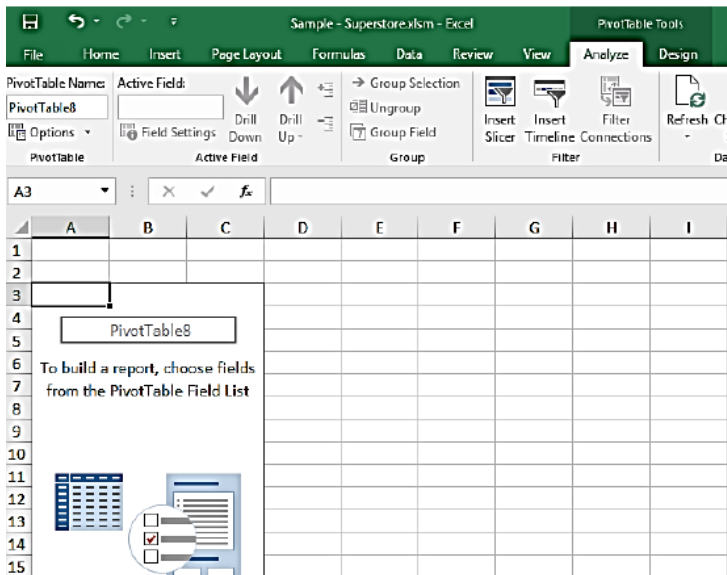 Sample - Superstore.xlsm - Excel
PivotTable Tools
File Home Insert Page Layout Formulas Data Review View Analyze Design
PivotTable Name: Active Field:
PivotTable8
Options
Field Settings
Drill Down
Drill Up
Group Selection
Ungroup
Group Field
Insert Slicer
Insert Timeline
Filter Connections
Refresh
PivotTable Active Field Group Filter
A3 fx
A B C D E F G H I
1
2
3
4
PivotTable8
5
6
To build a report, choose fields
7
from the PivotTable Field List
8
9
10
11
12
13
14
15